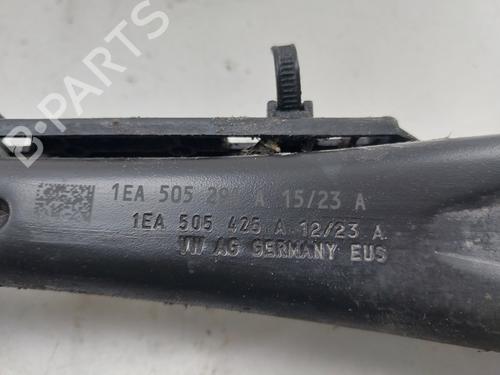 B-PARTS
1EA 505 A 15/23 A
1EA 505 425 A 12/23 A
VW AG GERMANY EUS